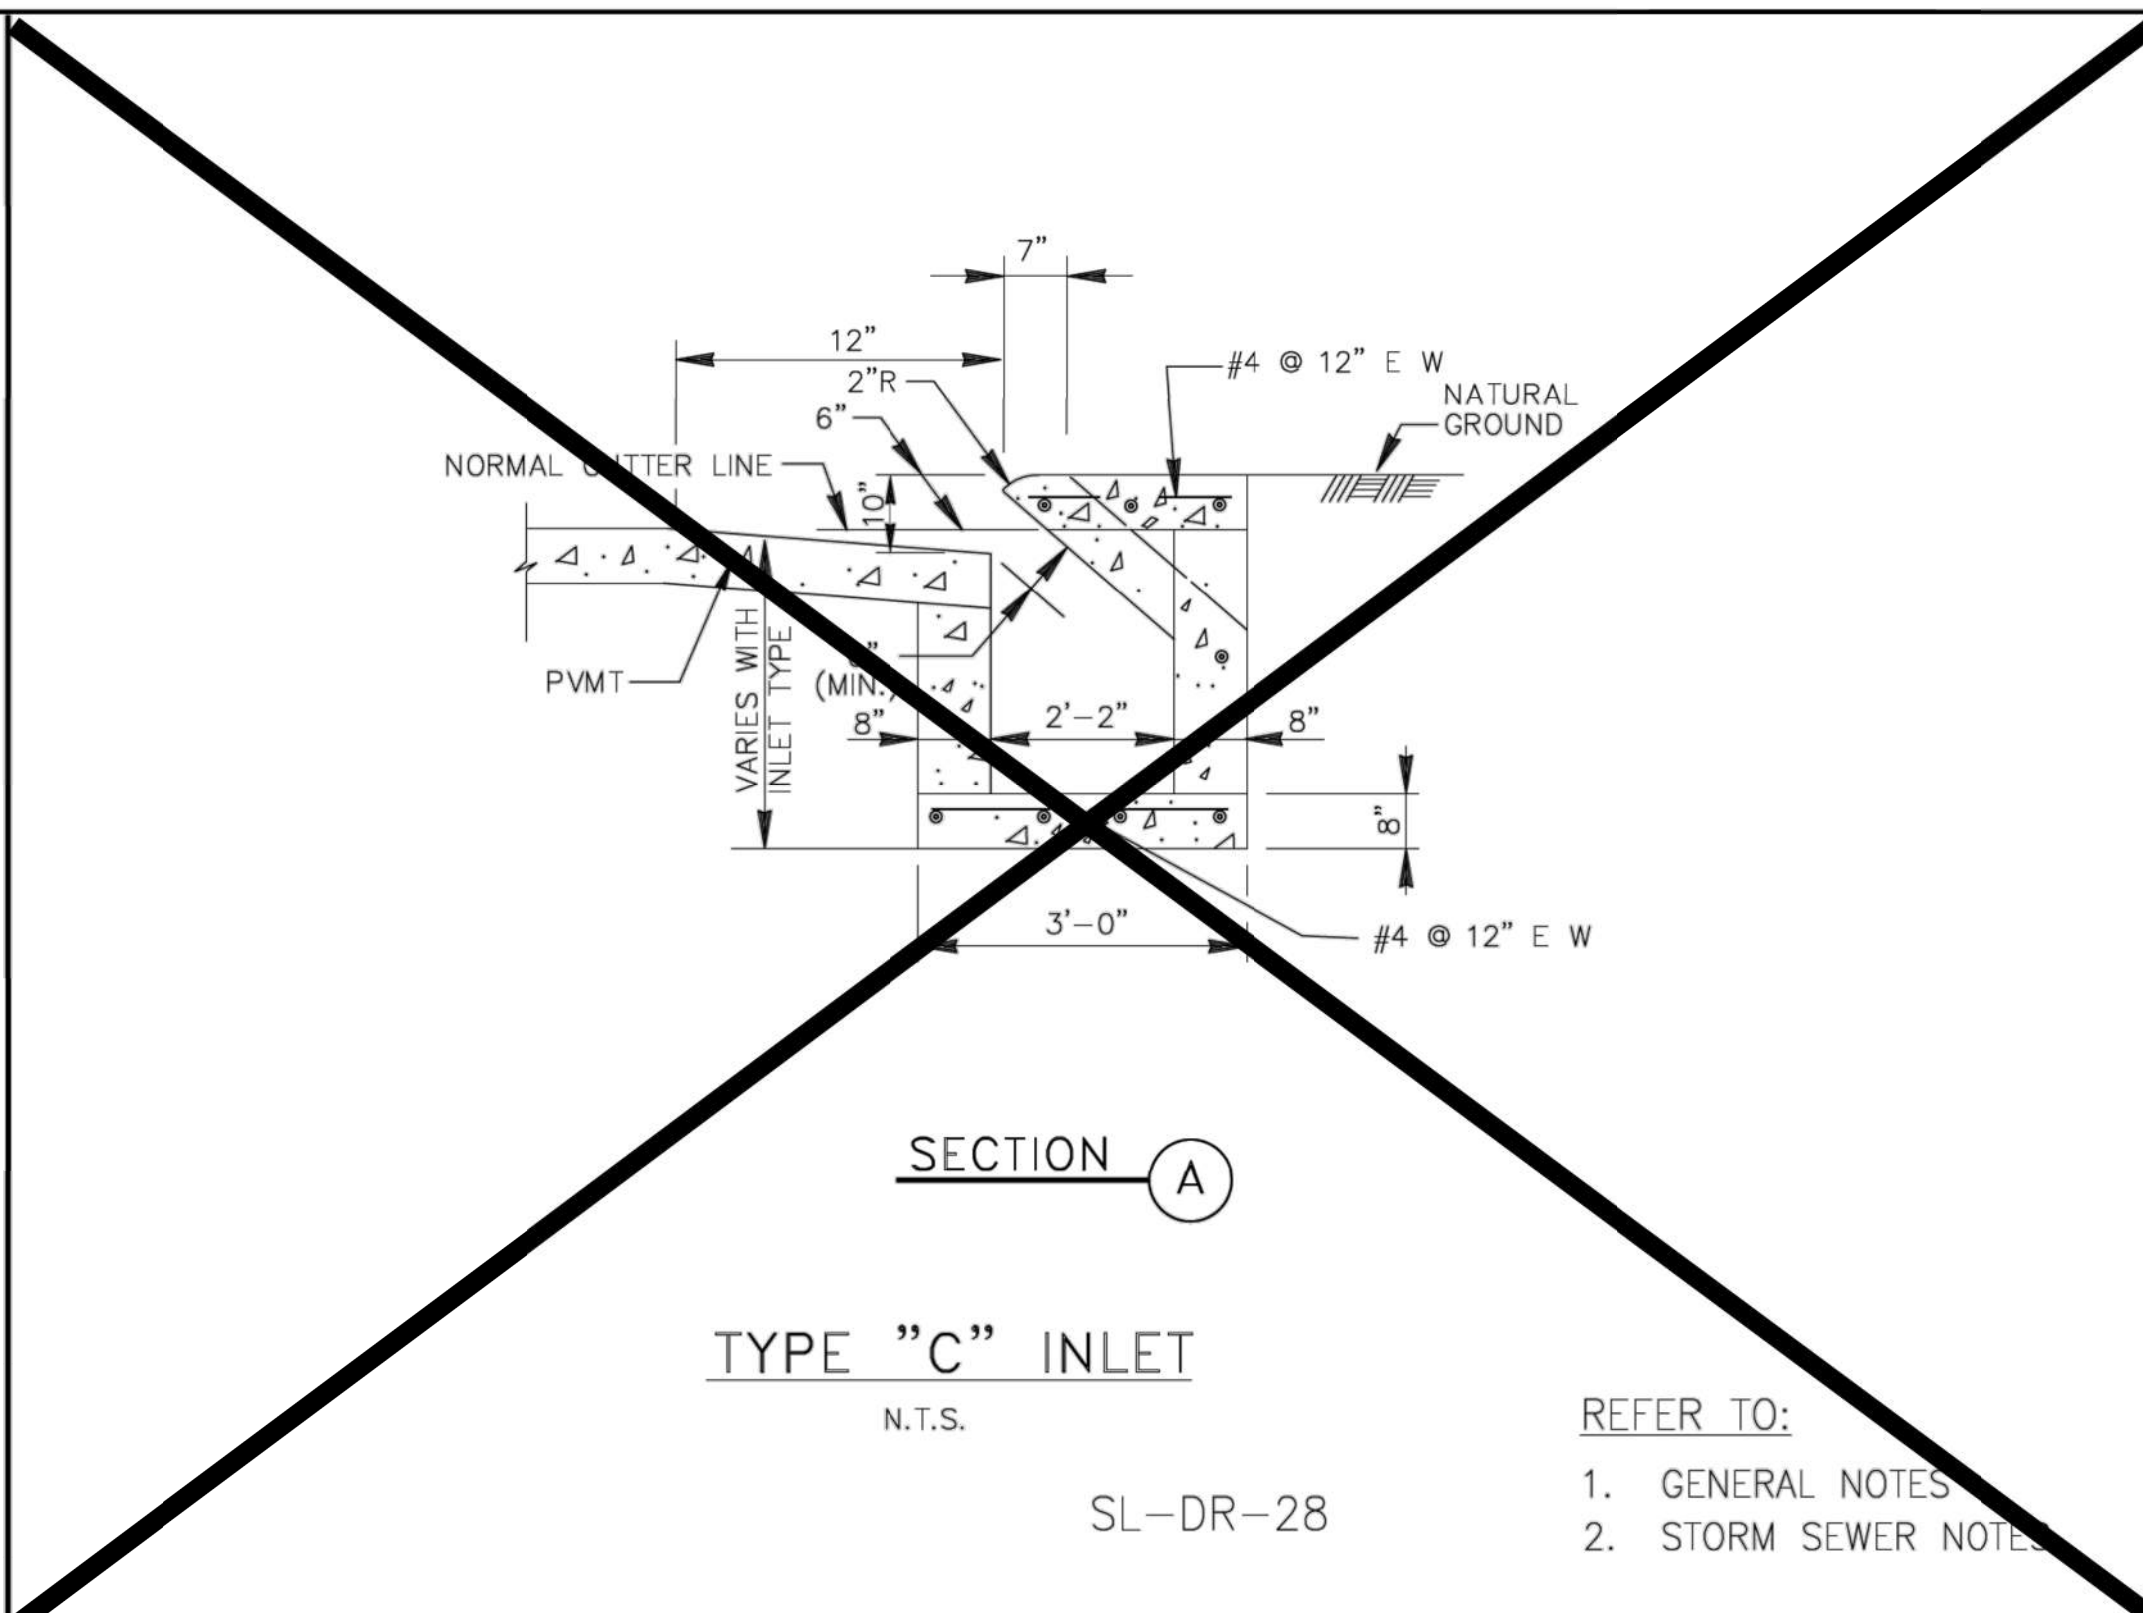 7”
12”
2”R
#4 @ 12” E W
6”
NATURAL
GROUND
NORMAL GUTTER LINE
10”
VARIES WITH
INLET TYPE
PVMT
(MIN.)
8”
2’-2”
8”
8”
3’-0”
#4 @ 12” E W
SECTION A
TYPE ”C” INLET
N.T.S.
REFER TO:
1. GENERAL NOTES
SL-DR-28
2. STORM SEWER NOTES